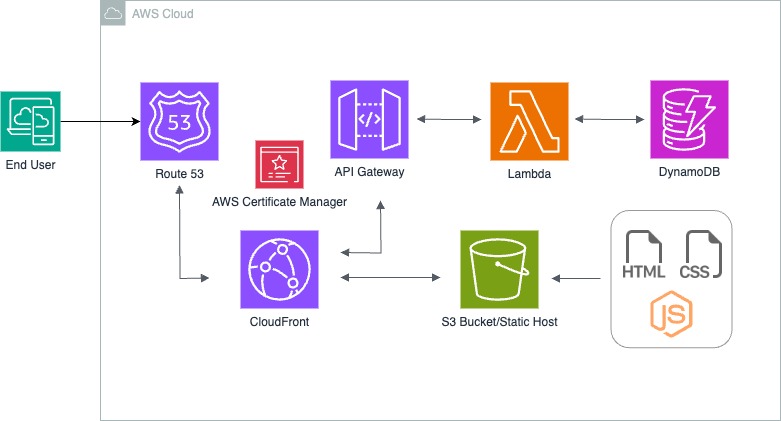 AWS Cloud
End User
53
Route 53
</>
API Gateway
Lambda
DynamoDB
AWS Certificate Manager
CloudFront
S3 Bucket/Static Host
HTML
CSS
JS